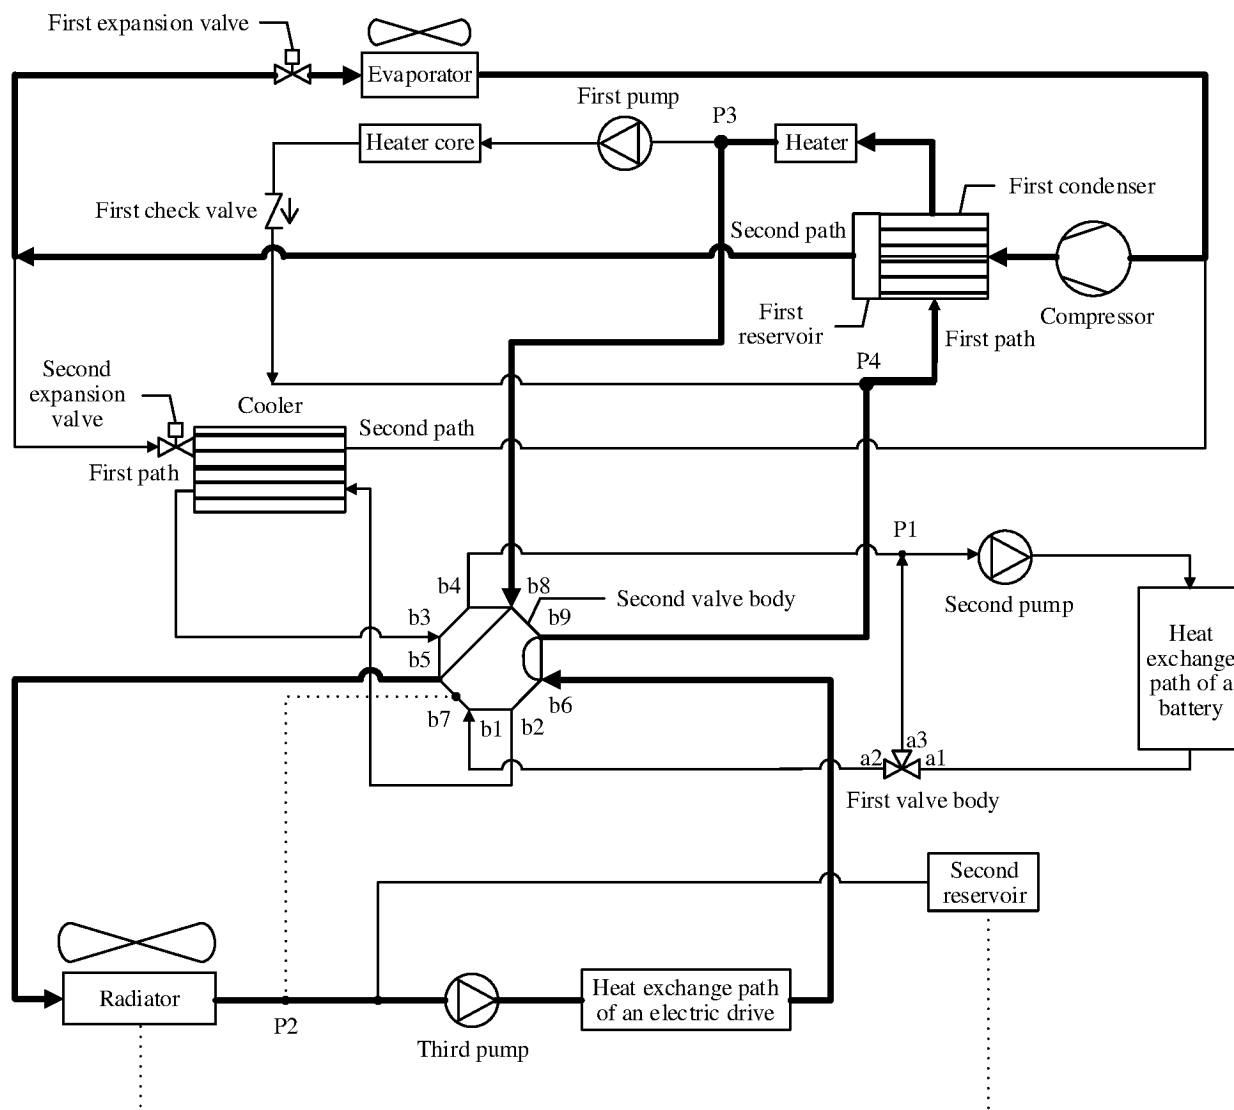 First expansion valve
Evaporator
First pump
P3
Heater core
Heater
First condenser
First check valve
Second path
First
reservoir
Compressor
First path
P4
Second
expansion
valve
Cooler
Second path
First path
P1
b4
b8
Second valve body
b3
b9
Second pump
b5
Heat
exchange
path of a
battery
b6
b7
b1
b2
a3
a2
a1
First valve body
Second
reservoir
Radiator
Heat exchange path
of an electric drive
P2
Third pump